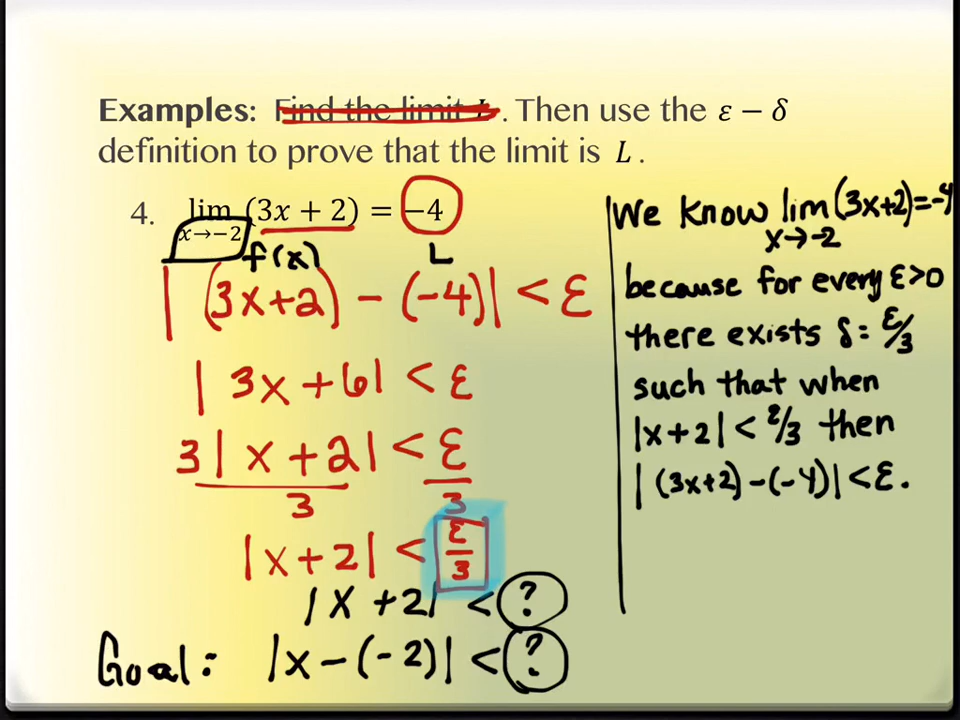 Examples: Find the limit L. Then use the ε − δ
definition to prove that the limit is L.
4. lim (3x + 2) = −4
x→−2
f(x) L
|(3x+2) − (−4)| < ε
|3x+6| < ε
3|x+2| < ε
3 3
|x+2| < ε/3
|x+2| < ?
Goal: |x−(−2)| < ?
We know lim (3x+2)=−4
x→−2
because for every ε>0
there exists δ = ε/3
such that when
|x+2| < ε/3 then
|(3x+2)−(−4)| < ε.